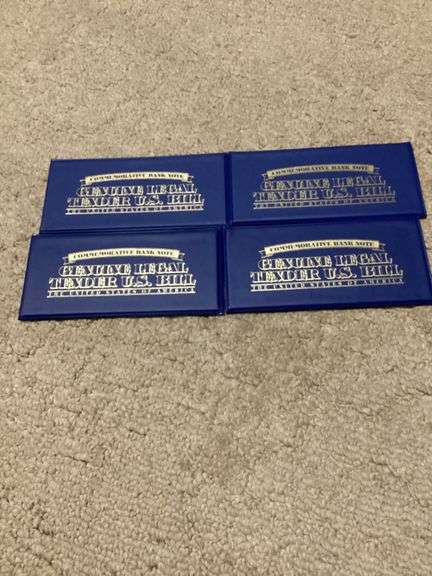 COMMEMORATIVE BANK NOTE
GENUINE LEGAL
TENDER U.S. BILL
THE UNITED STATES OF AMERICA
COMMEMORATIVE BANK NOTE
GENUINE LEGAL
TENDER U.S. BILL
THE UNITED STATES OF AMERICA
COMMEMORATIVE BANK NOTE
GENUINE LEGAL
TENDER U.S. BILL
THE UNITED STATES OF AMERICA
COMMEMORATIVE BANK NOTE
GENUINE LEGAL
TENDER U.S. BILL
THE UNITED STATES OF AMERICA